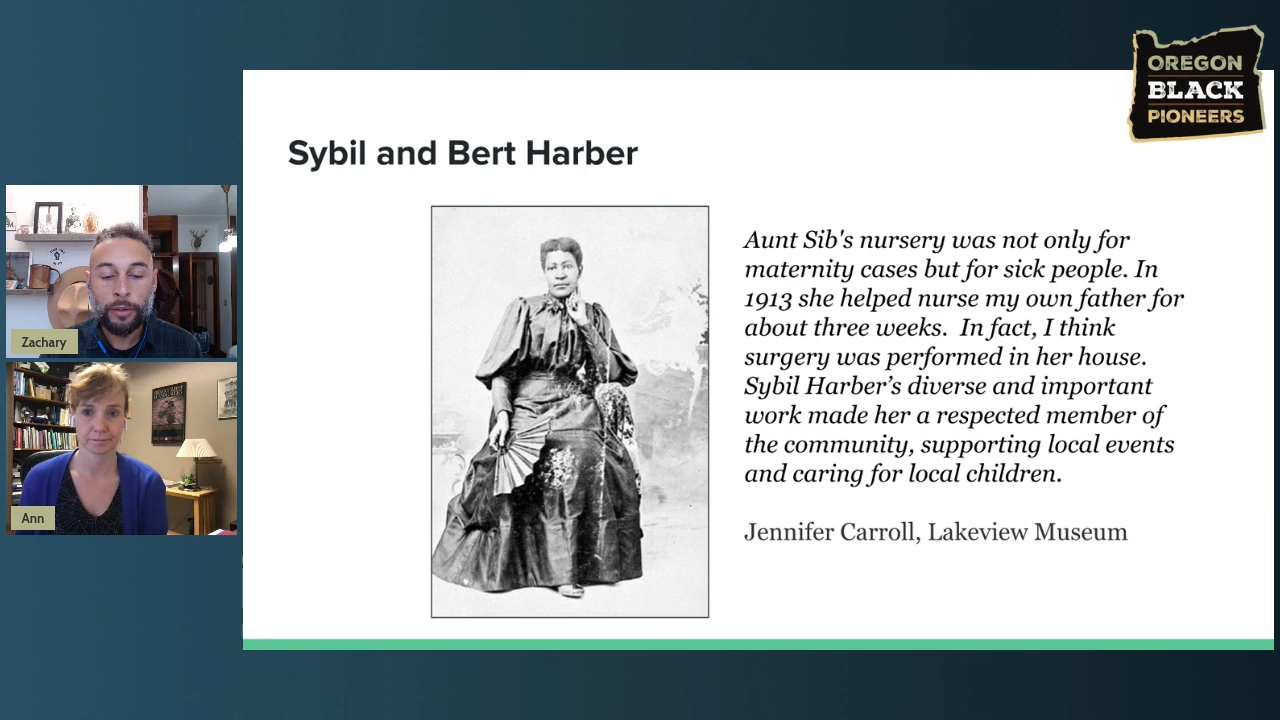 OREGON
BLACK
PIONEERS
Sybil and Bert Harber
Aunt Sib's nursery was not only for
maternity cases but for sick people. In
1913 she helped nurse my own father for
about three weeks.  In fact, I think
surgery was performed in her house.
Sybil Harber’s diverse and important
work made her a respected member of
the community, supporting local events
and caring for local children.
Jennifer Carroll, Lakeview Museum
Zachary
Ann